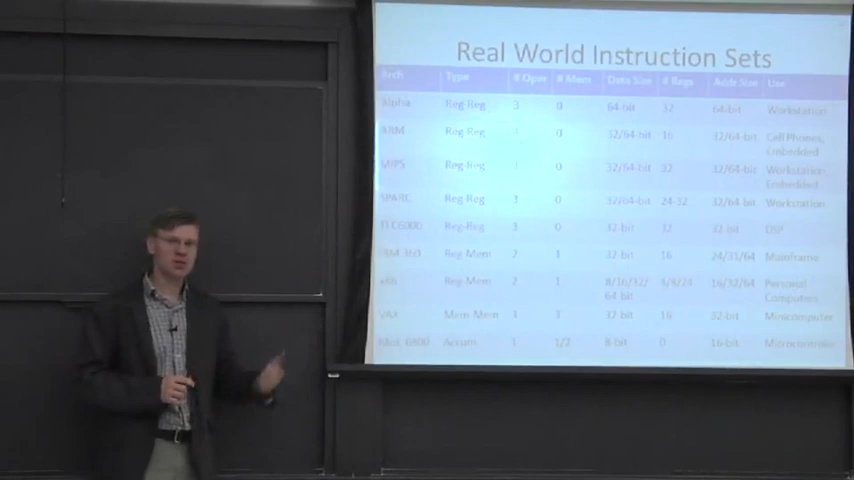 Real World Instruction Sets
Arch Type # Oper # Mem Data Size # Regs Addr Size Use
Alpha Reg-Reg 3 0 64-bit 32 64-bit Workstation
ARM Reg-Reg 0 32/64-bit 16 32/64-bit Cell Phones,
Embedded
MIPS Reg-Reg 0 32/64-bit 32 32/64-bit Workstation,
Embedded
SPARC Reg-Reg 3 0 32/64-bit 24-32 32/64-bit Workstation
TI C6000 Reg-Reg 3 0 32-bit 32 32-bit DSP
IBM 360 Reg-Mem 2 1 32-bit 16 24/31/64 Mainframe
x86 Reg-Mem 2 1 8/16/32/ 4/8/24 16/32/64 Personal
64-bit Computers
VAX Mem-Mem 32-bit 16 32-bit Minicomputer
Mot. 6800 Accum. 1 1/2 8-bit 0 16-bit Microcontroller